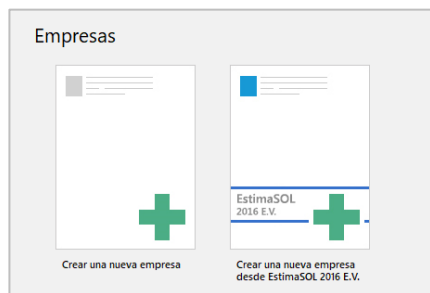 Empresas
EstimaSOL
2016 E.V.
Crear una nueva empresa
Crear una nueva empresa
desde EstimaSOL 2016 E.V.